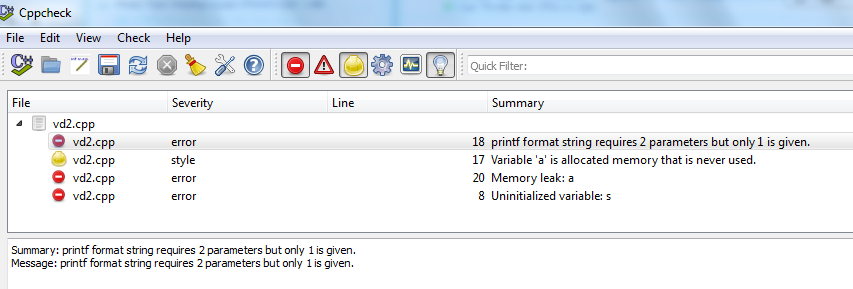 Cppcheck
File Edit View Check Help
Quick Filter:
File Severity Line Summary
vd2.cpp
vd2.cpp error 18 printf format string requires 2 parameters but only 1 is given.
vd2.cpp style 17 Variable 'a' is allocated memory that is never used.
vd2.cpp error 20 Memory leak: a
vd2.cpp error 8 Uninitialized variable: s
Summary: printf format string requires 2 parameters but only 1 is given.
Message: printf format string requires 2 parameters but only 1 is given.